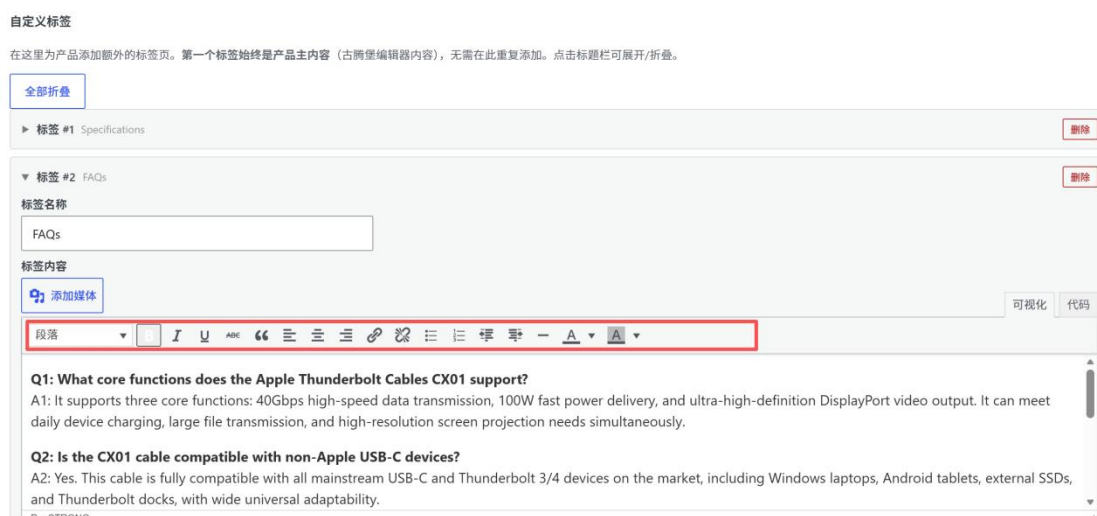 自定义标签
在这里为产品添加额外的标签页。第一个标签始终是产品主内容（古腾堡编辑器内容），无需在此重复添加。点击标题栏可展开/折叠。
全部折叠
▶ 标签 #1 Specifications 删除
▼ 标签 #2 FAQs 删除
标签名称
FAQs
标签内容
添加媒体
可视化 代码
段落 B I U ABC A A
Q1: What core functions does the Apple Thunderbolt Cables CX01 support?
A1: It supports three core functions: 40Gbps high-speed data transmission, 100W fast power delivery, and ultra-high-definition DisplayPort video output. It can meet
daily device charging, large file transmission, and high-resolution screen projection needs simultaneously.
Q2: Is the CX01 cable compatible with non-Apple USB-C devices?
A2: Yes. This cable is fully compatible with all mainstream USB-C and Thunderbolt 3/4 devices on the market, including Windows laptops, Android tablets, external SSDs,
and Thunderbolt docks, with wide universal adaptability.